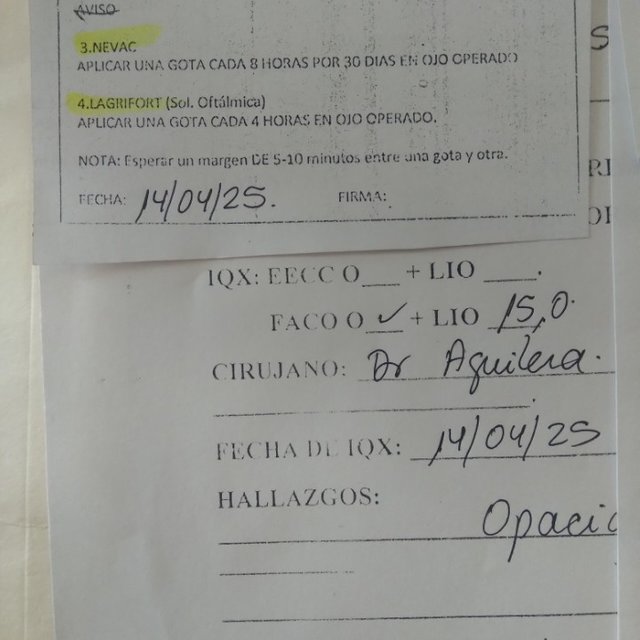 AVISO
3.NEVAC
APLICAR UNA GOTA CADA 8 HORAS POR 30 DIAS EN OJO OPERADO
4.LAGRIFORT (Sol. Oftálmica)
APLICAR UNA GOTA CADA 4 HORAS EN OJO OPERADO.
NOTA: Esperar un margen DE 5-10 minutos entre una gota y otra.
FECHA: 14/04/25. FIRMA:
IQX: EECC O___ + LIO ____.
FACO O ✓ + LIO 15,0
CIRUJANO: Dr Aguilera.
FECHA DE IQX: 14/04/25
HALLAZGOS:
Opacic